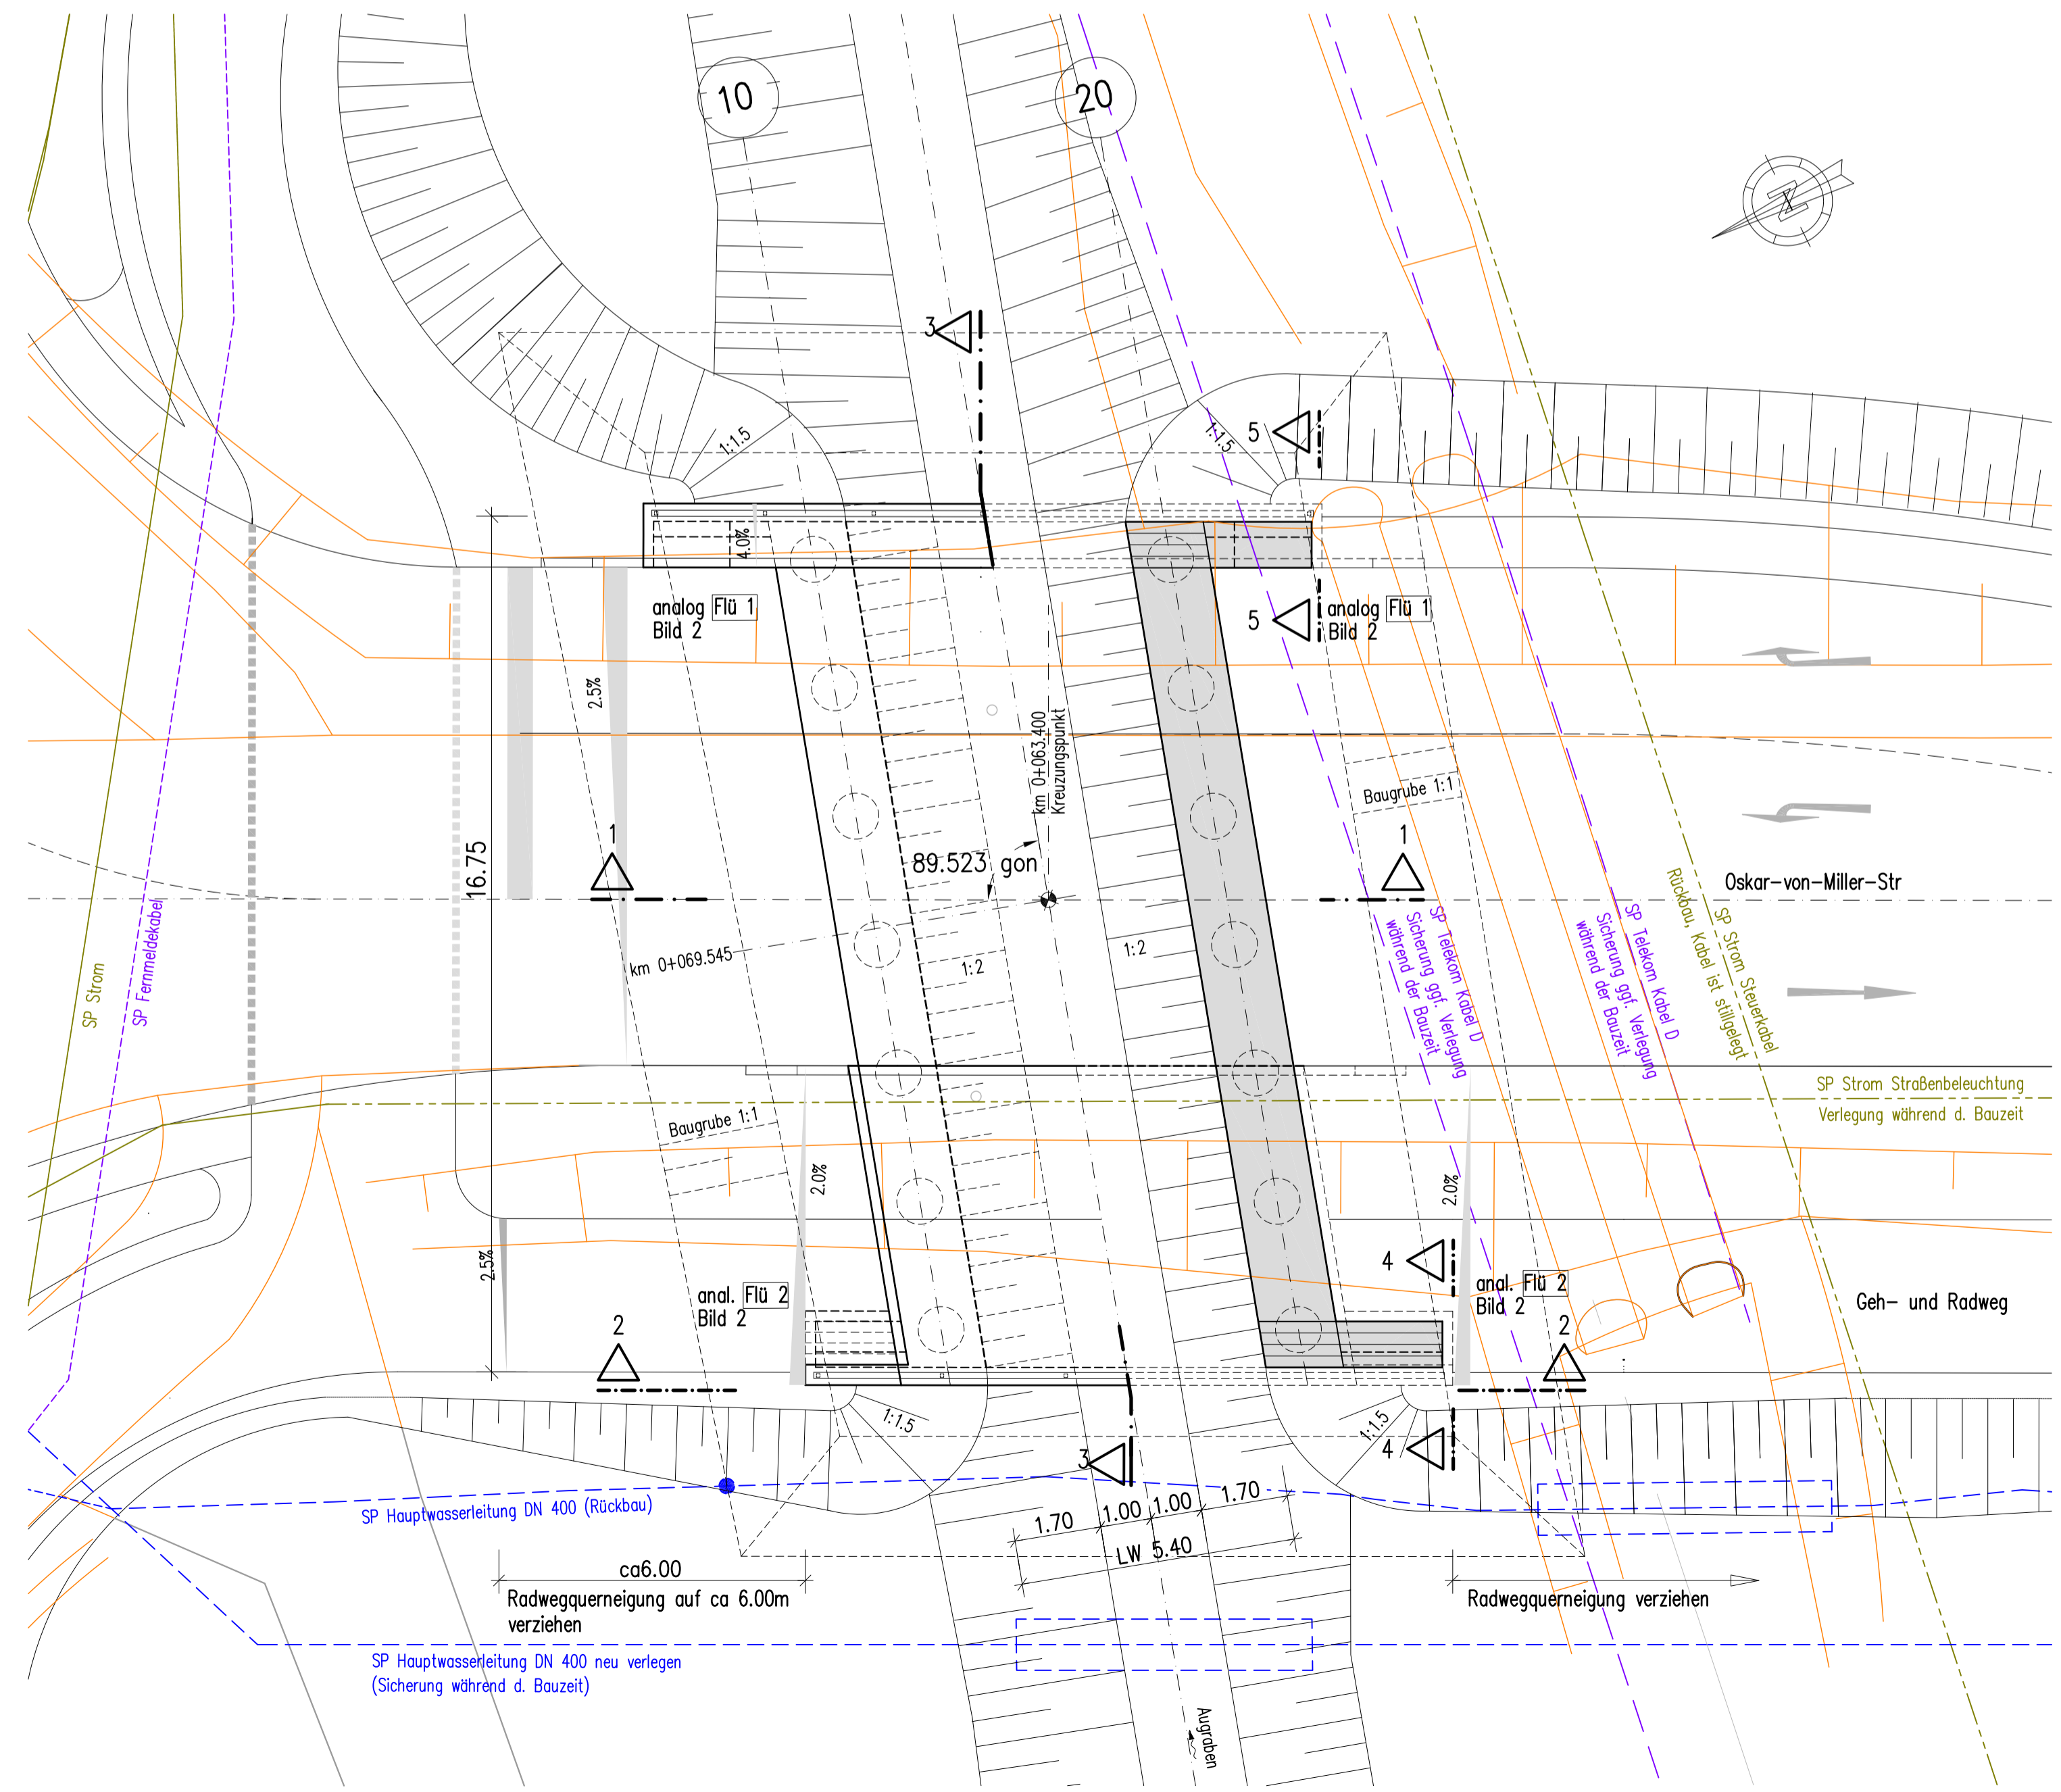 10
20
N
3
1:1.5
1:1.5
5
4.0%
analog Flü 1
Bild 2
5
analog Flü 1
Bild 2
2.5%
km 0+063.400
Kreuzungspunkt
Baugrube 1:1
1
1
16.75
89.523 gon
Oskar-von-Miller-Str
SP Strom
SP Fernmeldekabel
km 0+069.545
1:2
1:2
SP Telekom Kabel D
Sicherung ggf. Verlegung
während der Bauzeit
SP Telekom Kabel D
Sicherung ggf. Verlegung
während der Bauzeit
SP Strom Steuerkabel
Rückbau, Kabel ist stillgelegt
SP Strom Straßenbeleuchtung
Verlegung während d. Bauzeit
Baugrube 1:1
2.0%
2.0%
2.5%
4
anal. Flü 2
Bild 2
anal. Flü 2
Bild 2
Geh- und Radweg
2
2
1:1.5
1:1.5
4
3
SP Hauptwasserleitung DN 400 (Rückbau)
1.70
1.00
1.00
1.70
LW 5.40
ca6.00
Radwegquerneigung auf ca 6.00m
verziehen
Radwegquerneigung verziehen
SP Hauptwasserleitung DN 400 neu verlegen
(Sicherung während d. Bauzeit)
Augraben